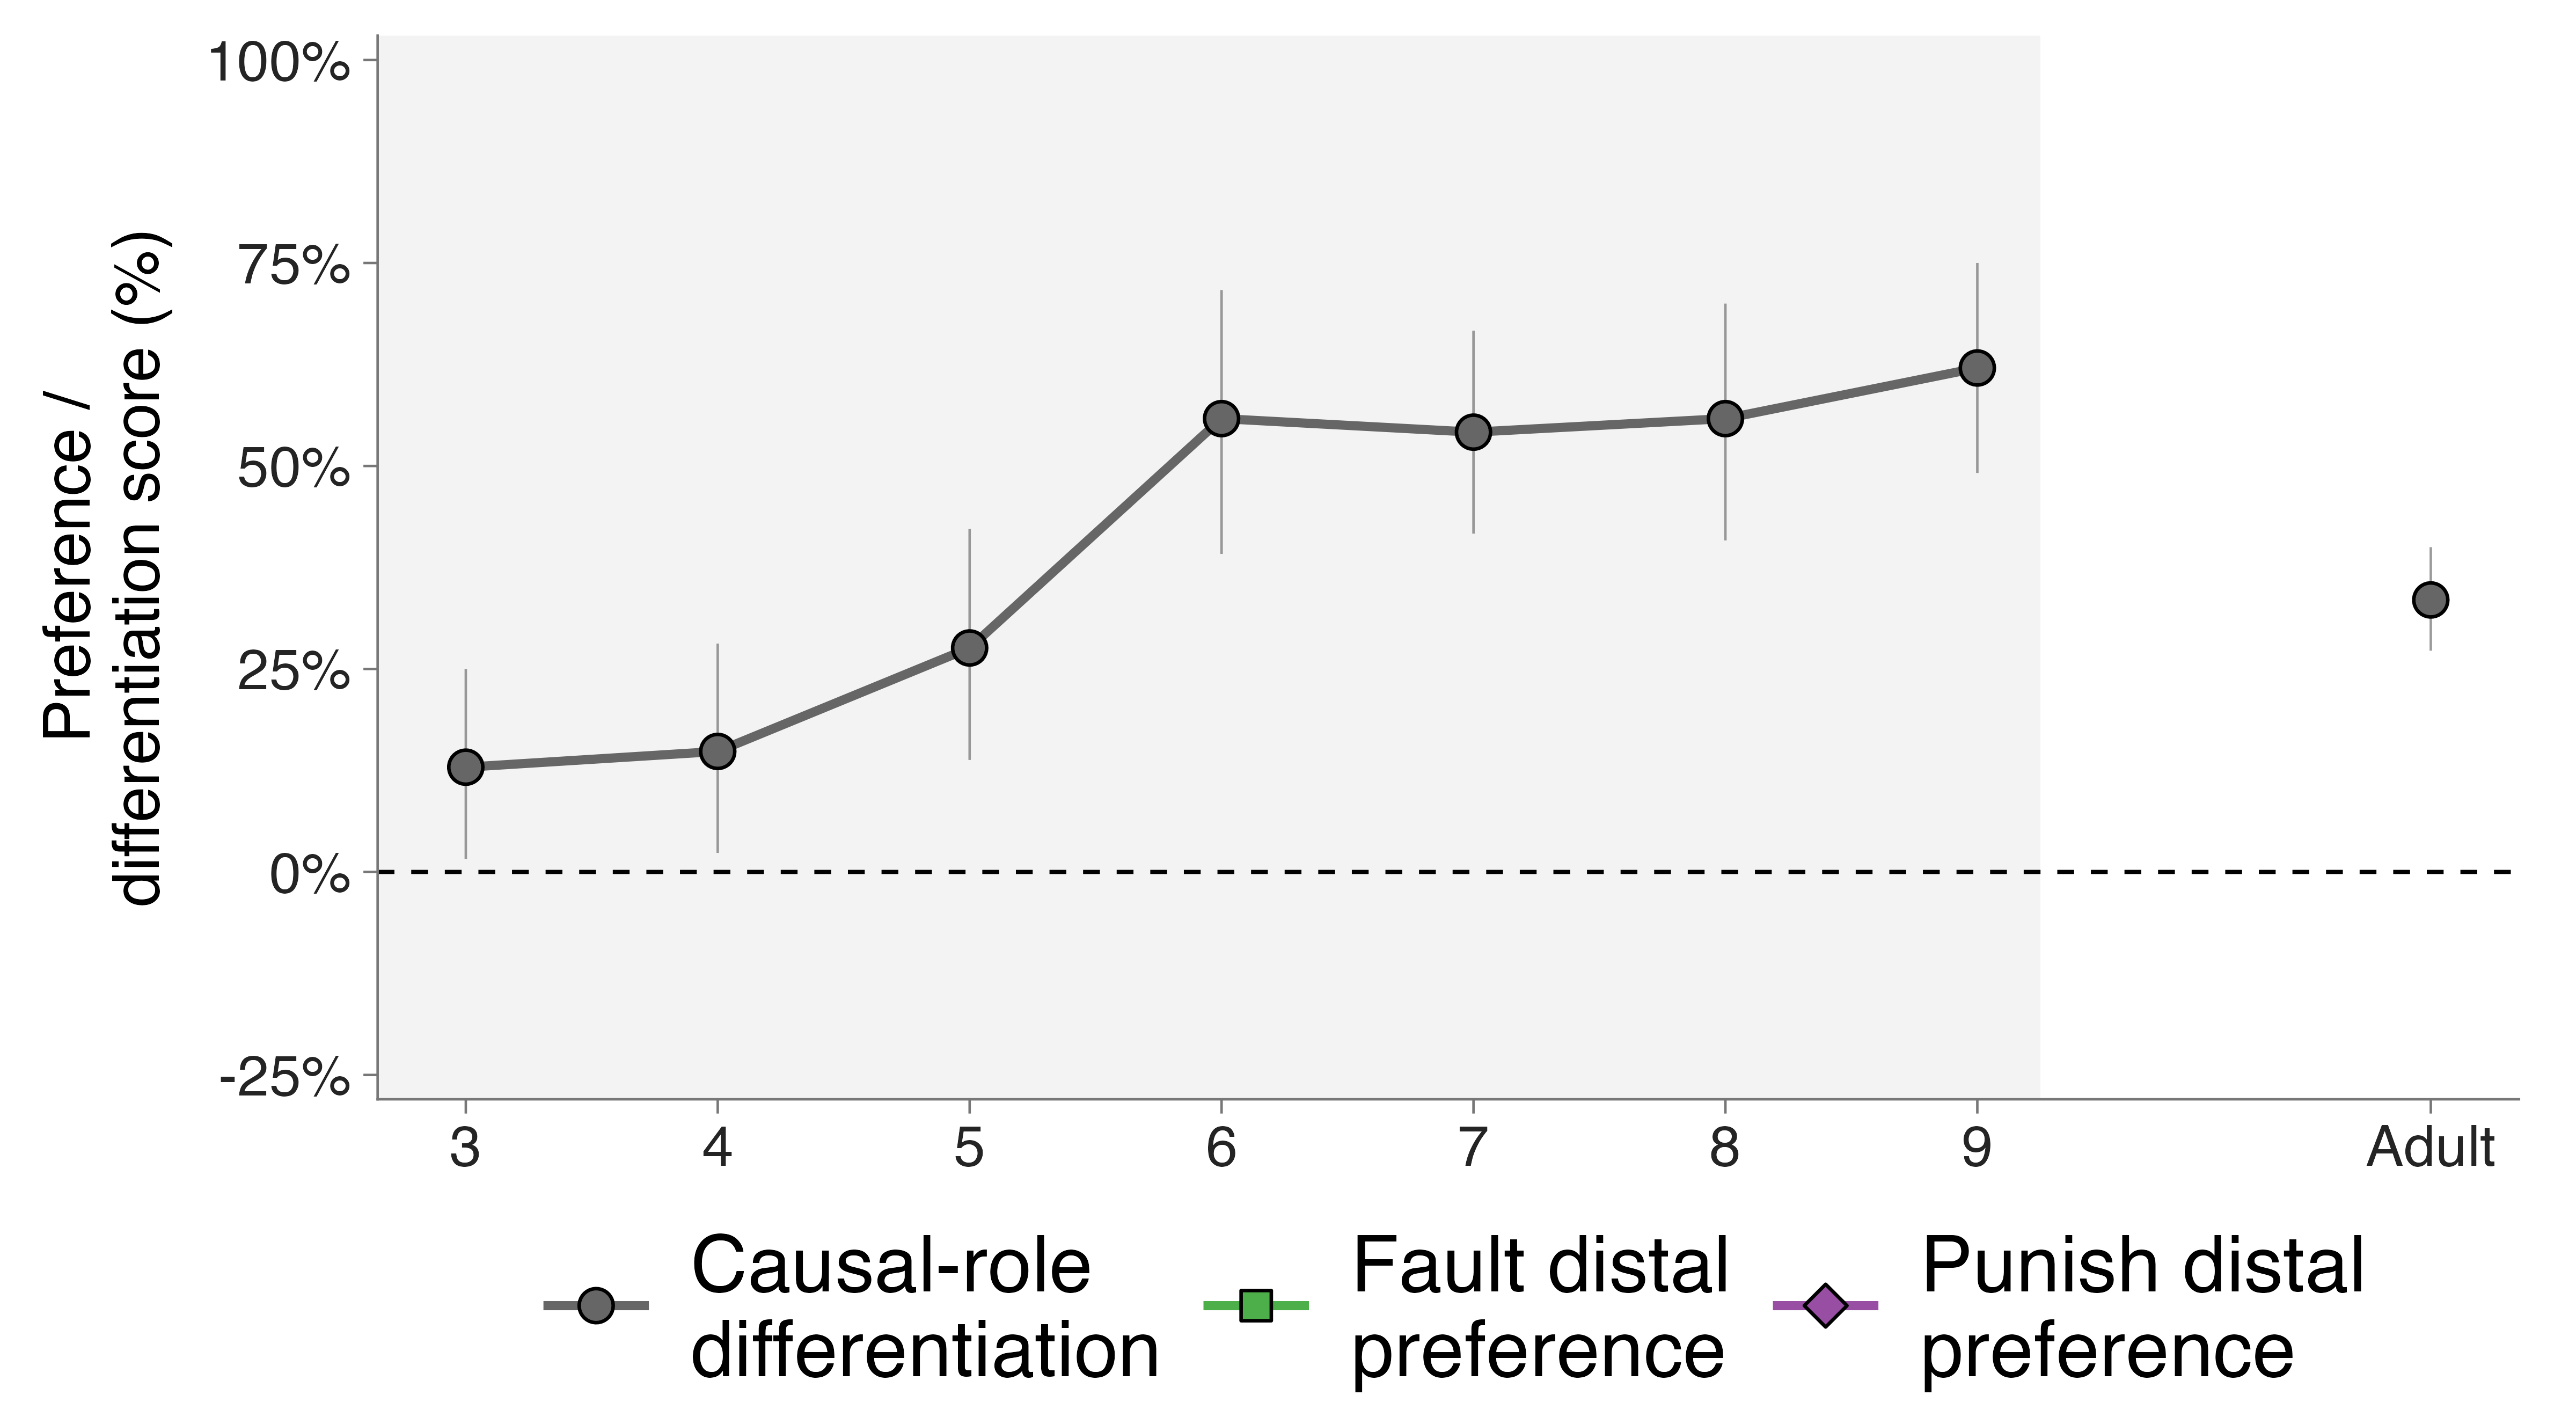 Preference /
differentiation score (%)
100%
75%
50%
25%
0%
-25%
3 4 5 6 7 8 9 Adult
Causal-role
differentiation
Fault distal
preference
Punish distal
preference